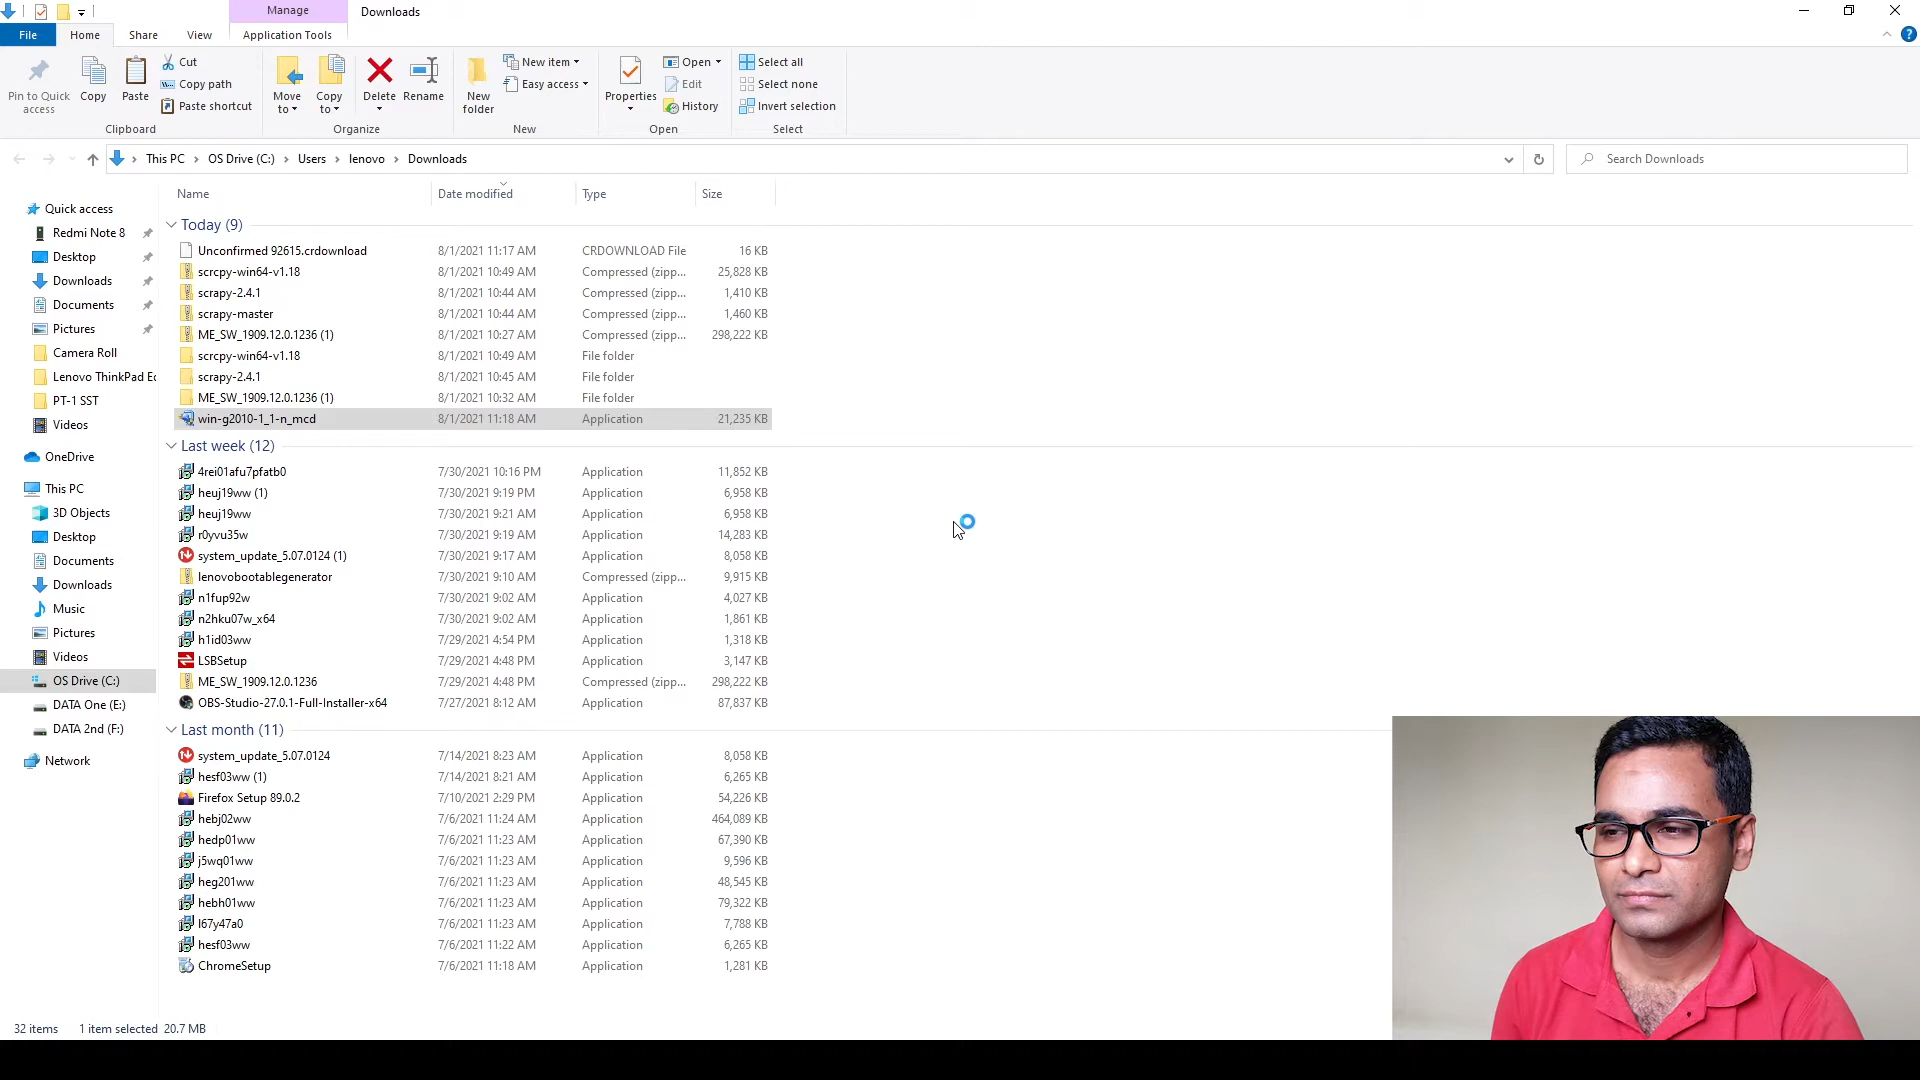 Manage
Downloads
File
Home
Share
View
Application Tools
Pin to Quick access
Copy
Paste
Cut
Copy path
Paste shortcut
Clipboard
Move to
Copy to
Delete
Rename
Organize
New folder
New item
Easy access
New
Properties
Open
Edit
History
Open
Select all
Select none
Invert selection
Select
This PC > OS Drive (C:) > Users > lenovo > Downloads
Search Downloads
Quick access
Redmi Note 8
Desktop
Downloads
Documents
Pictures
Camera Roll
Lenovo ThinkPad Ec
PT-1 SST
Videos
OneDrive
This PC
3D Objects
Desktop
Documents
Downloads
Music
Pictures
Videos
OS Drive (C:)
DATA One (E:)
DATA 2nd (F:)
Network
Name Date modified Type Size
Today (9)
Unconfirmed 92615.crdownload 8/1/2021 11:17 AM CRDOWNLOAD File 16 KB
scrcpy-win64-v1.18 8/1/2021 10:49 AM Compressed (zipp... 25,828 KB
scrapy-2.4.1 8/1/2021 10:44 AM Compressed (zipp... 1,410 KB
scrapy-master 8/1/2021 10:44 AM Compressed (zipp... 1,460 KB
ME_SW_1909.12.0.1236 (1) 8/1/2021 10:27 AM Compressed (zipp... 298,222 KB
scrcpy-win64-v1.18 8/1/2021 10:49 AM File folder
scrapy-2.4.1 8/1/2021 10:45 AM File folder
ME_SW_1909.12.0.1236 (1) 8/1/2021 10:32 AM File folder
win-g2010-1_1-n_mcd 8/1/2021 11:18 AM Application 21,235 KB
Last week (12)
4rei01afu7pfatb0 7/30/2021 10:16 PM Application 11,852 KB
heuj19ww (1) 7/30/2021 9:19 PM Application 6,958 KB
heuj19ww 7/30/2021 9:21 AM Application 6,958 KB
r0yvu35w 7/30/2021 9:19 AM Application 14,283 KB
system_update_5.07.0124 (1) 7/30/2021 9:17 AM Application 8,058 KB
lenovobootablegenerator 7/30/2021 9:10 AM Compressed (zipp... 9,915 KB
n1fup92w 7/30/2021 9:02 AM Application 4,027 KB
n2hku07w_x64 7/30/2021 9:02 AM Application 1,861 KB
h1id03ww 7/29/2021 4:54 PM Application 1,318 KB
LSBSetup 7/29/2021 4:48 PM Application 3,147 KB
ME_SW_1909.12.0.1236 7/29/2021 4:48 PM Compressed (zipp... 298,222 KB
OBS-Studio-27.0.1-Full-Installer-x64 7/27/2021 8:12 AM Application 87,837 KB
Last month (11)
system_update_5.07.0124 7/14/2021 8:23 AM Application 8,058 KB
hesf03ww (1) 7/14/2021 8:21 AM Application 6,265 KB
Firefox Setup 89.0.2 7/10/2021 2:29 PM Application 54,226 KB
hebj02ww 7/6/2021 11:24 AM Application 464,089 KB
hedp01ww 7/6/2021 11:23 AM Application 67,390 KB
j5wq01ww 7/6/2021 11:23 AM Application 9,596 KB
heg201ww 7/6/2021 11:23 AM Application 48,545 KB
hebh01ww 7/6/2021 11:23 AM Application 79,322 KB
l67y47a0 7/6/2021 11:23 AM Application 7,788 KB
hesf03ww 7/6/2021 11:22 AM Application 6,265 KB
ChromeSetup 7/6/2021 11:18 AM Application 1,281 KB
32 items 1 item selected 20.7 MB